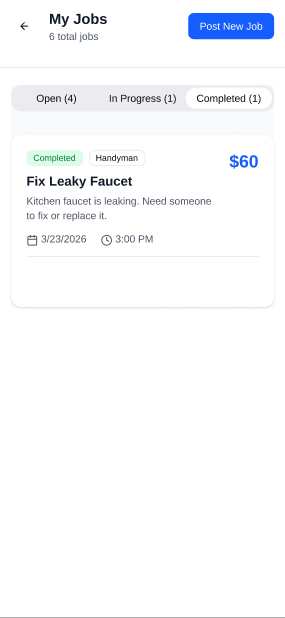 My Jobs
6 total jobs
Post New Job
Open (4)
In Progress (1)
Completed (1)
Completed
Handyman
$60
Fix Leaky Faucet
Kitchen faucet is leaking. Need someone
to fix or replace it.
3/23/2026
3:00 PM